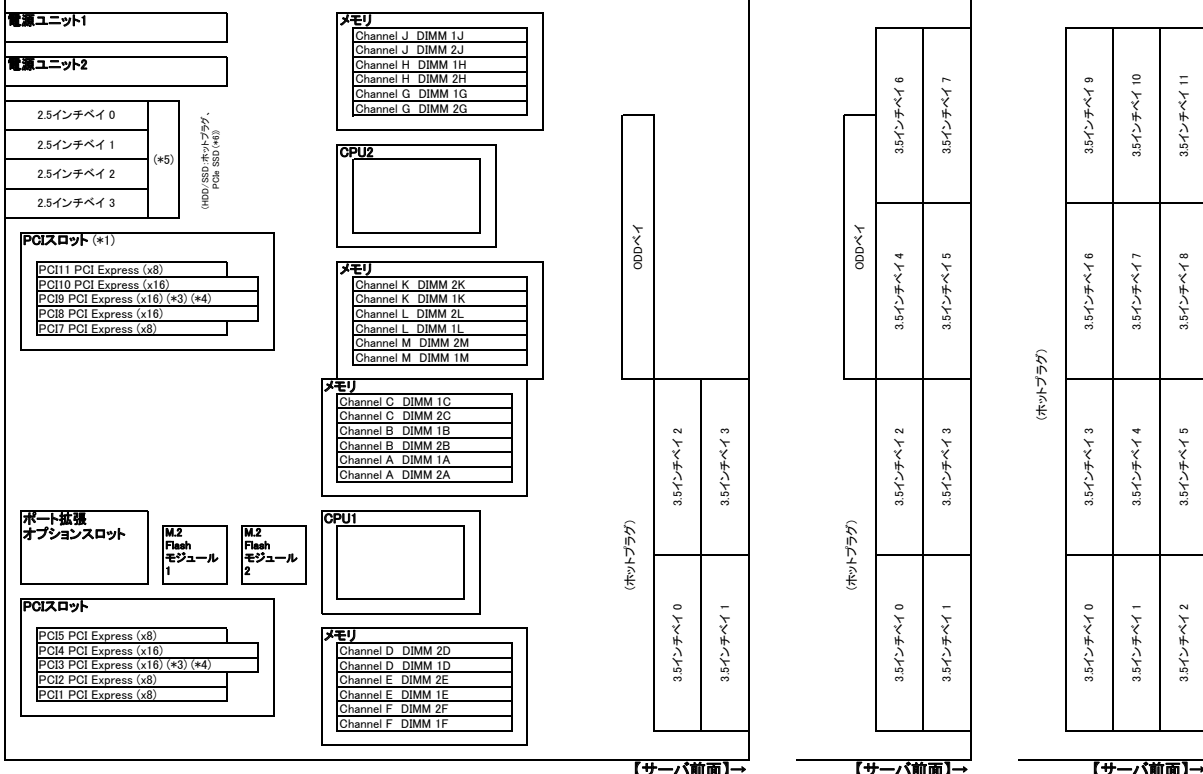 電源ユニット1
電源ユニット2
2.5インチベイ 0
2.5インチベイ 1
2.5インチベイ 2
2.5インチベイ 3
(*5)
(HDD/SSD:ホットプラグ、
PCIe SSD(*6))
PCIスロット (*1)
PCI11 PCI Express (x8)
PCI10 PCI Express (x16)
PCI9 PCI Express (x16) (*3) (*4)
PCI8 PCI Express (x16)
PCI7 PCI Express (x8)
ポート拡張
オプションスロット
M.2
Flash
モジュール
1
M.2
Flash
モジュール
2
PCIスロット
PCI5 PCI Express (x8)
PCI4 PCI Express (x16)
PCI3 PCI Express (x16) (*3) (*4)
PCI2 PCI Express (x8)
PCI1 PCI Express (x8)
メモリ
Channel J DIMM 1J
Channel J DIMM 2J
Channel H DIMM 1H
Channel H DIMM 2H
Channel G DIMM 1G
Channel G DIMM 2G
CPU2
メモリ
Channel K DIMM 2K
Channel K DIMM 1K
Channel L DIMM 2L
Channel L DIMM 1L
Channel M DIMM 2M
Channel M DIMM 1M
メモリ
Channel C DIMM 1C
Channel C DIMM 2C
Channel B DIMM 1B
Channel B DIMM 2B
Channel A DIMM 1A
Channel A DIMM 2A
CPU1
メモリ
Channel D DIMM 2D
Channel D DIMM 1D
Channel E DIMM 2E
Channel E DIMM 1E
Channel F DIMM 2F
Channel F DIMM 1F
ODDベイ
(ホットプラグ)
3.5インチベイ 2
3.5インチベイ 3
3.5インチベイ 0
3.5インチベイ 1
【サーバ前面】→
ODDベイ
(ホットプラグ)
3.5インチベイ 6
3.5インチベイ 7
3.5インチベイ 4
3.5インチベイ 5
3.5インチベイ 2
3.5インチベイ 3
3.5インチベイ 0
3.5インチベイ 1
【サーバ前面】→
(ホットプラグ)
3.5インチベイ 9
3.5インチベイ 10
3.5インチベイ 11
3.5インチベイ 6
3.5インチベイ 7
3.5インチベイ 8
3.5インチベイ 3
3.5インチベイ 4
3.5インチベイ 5
3.5インチベイ 0
3.5インチベイ 1
3.5インチベイ 2
【サーバ前面】→